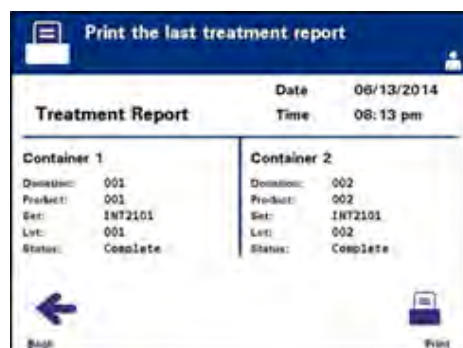 Print the last treatment report
Date 06/13/2014
Treatment Report Time 08:13 pm
Container 1
Donation: 001
Product: 001
Set: INT2101
Lot: 001
Status: Complete
Container 2
Donation: 002
Product: 002
Set: INT2101
Lot: 002
Status: Complete
Back
Print